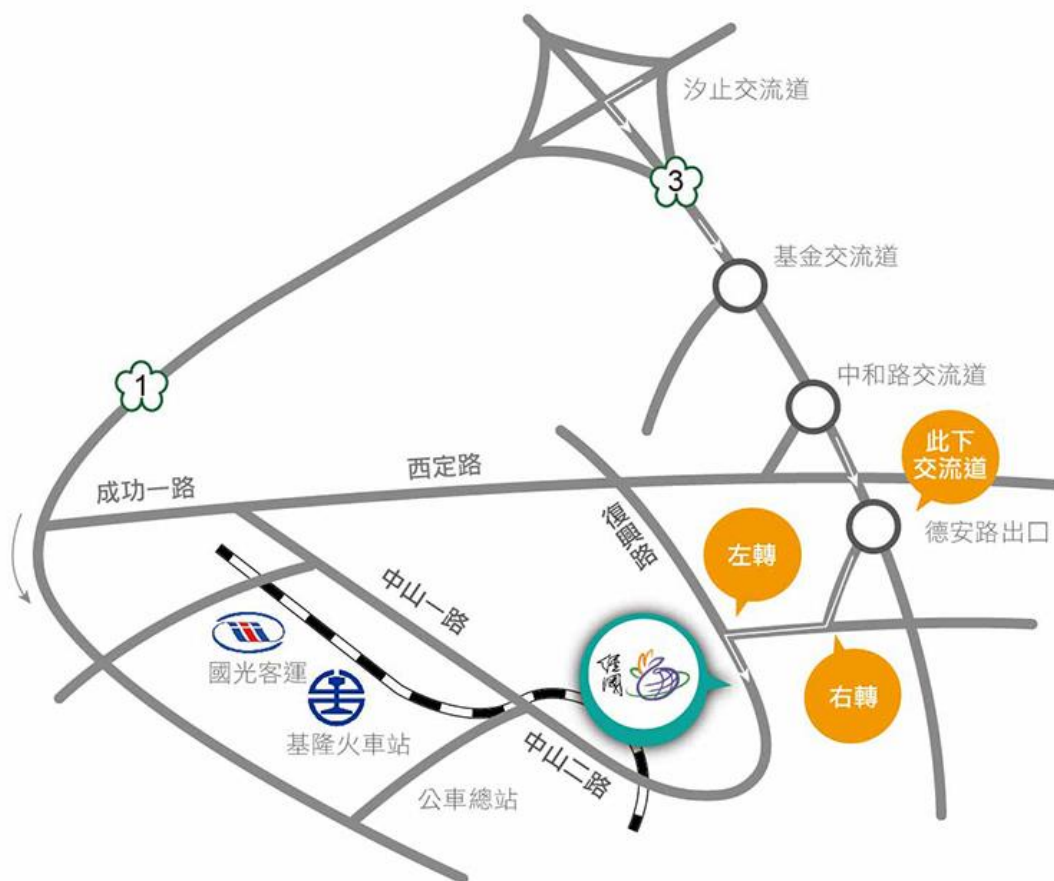 汐止交流道
3
基金交流道
1
中和路交流道
此下
交流道
西定路
成功一路
復興路
德安路出口
左轉
中山一路
經國
國光客運
右轉
基隆火車站
中山二路
公車總站